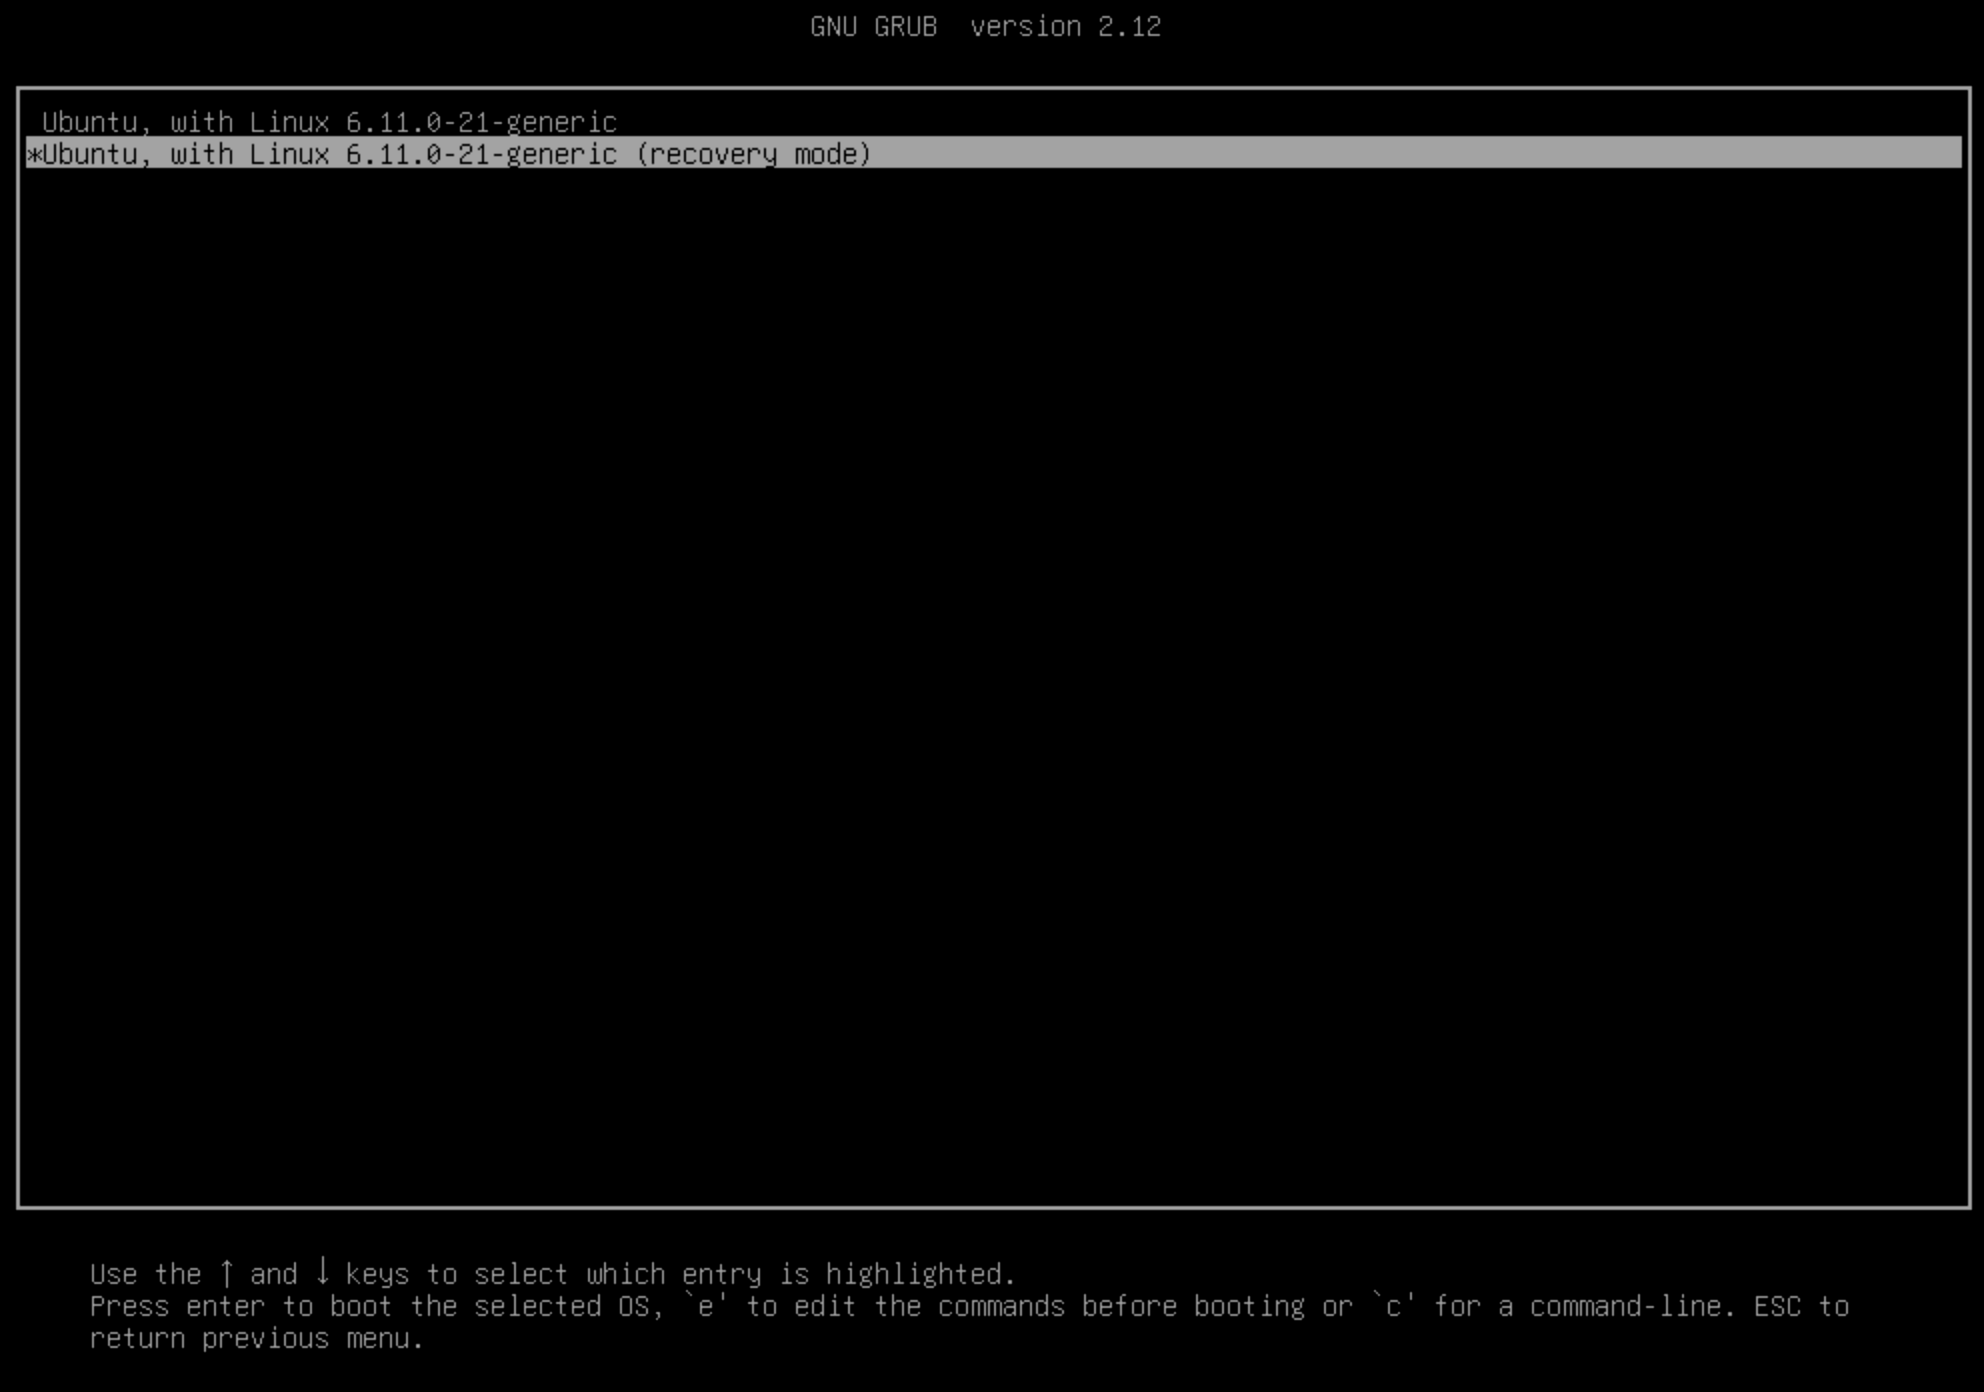 GNU GRUB  version 2.12
Ubuntu, with Linux 6.11.0-21-generic
*Ubuntu, with Linux 6.11.0-21-generic (recovery mode)
Use the ↑ and ↓ keys to select which entry is highlighted.
Press enter to boot the selected OS, `e' to edit the commands before booting or `c' for a command-line. ESC to
return previous menu.